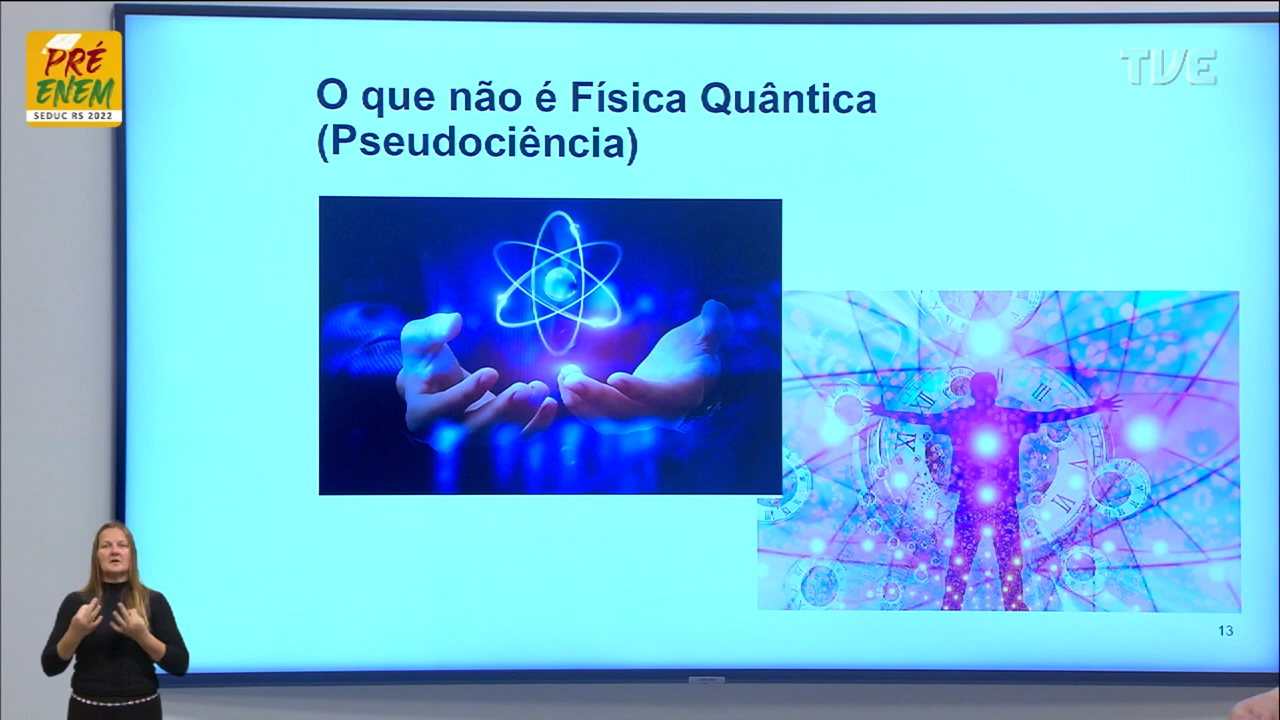 PRÉ
ENEM
SEDUC RS 2022
TVE
O que não é Física Quântica
(Pseudociência)
13